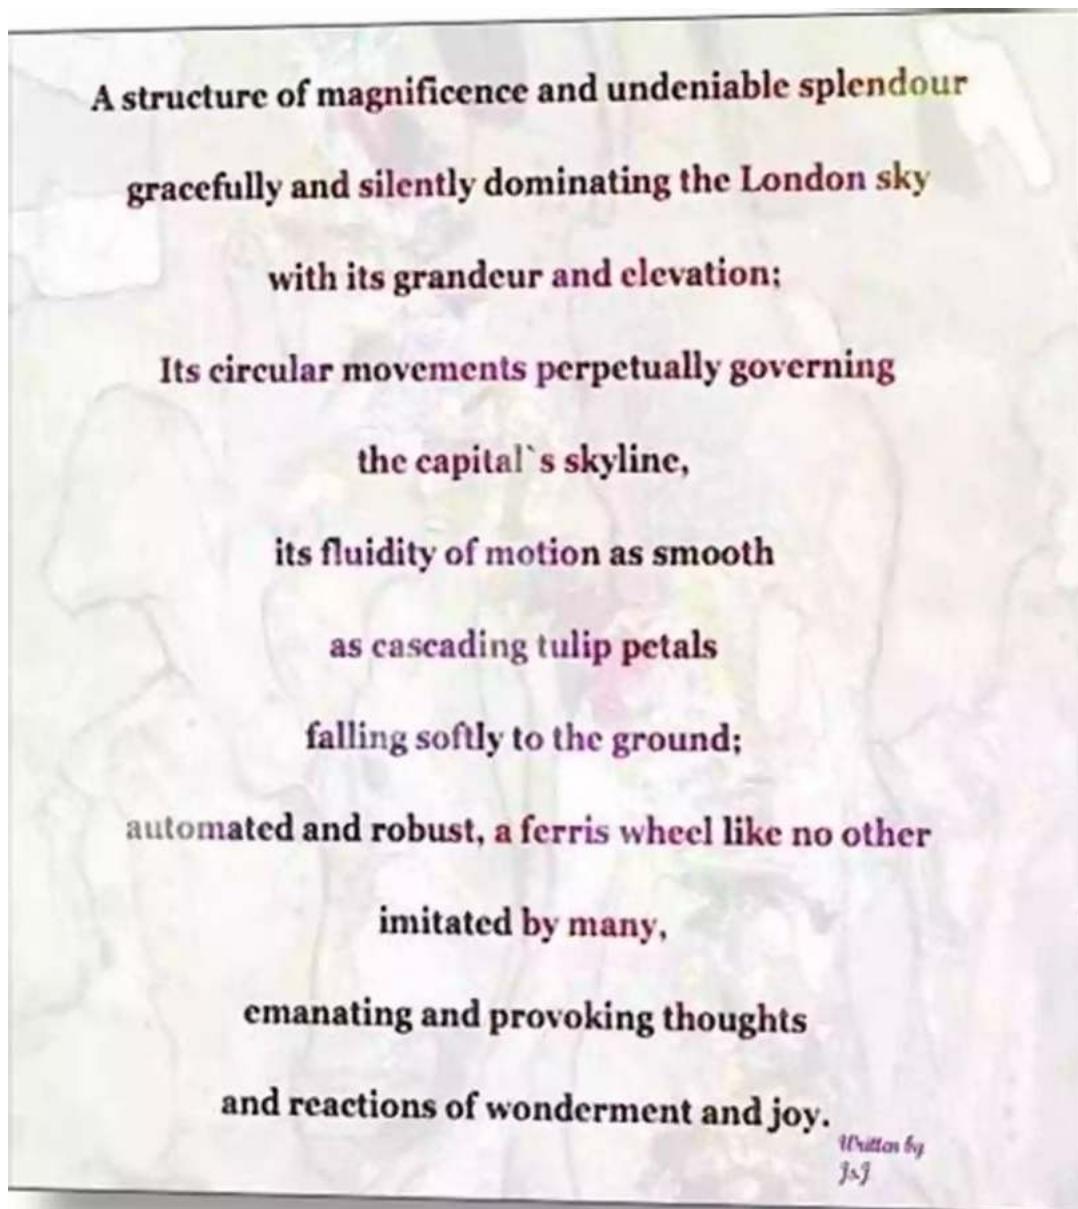 A structure of magnificence and undeniable splendour
gracefully and silently dominating the London sky
with its grandeur and elevation;
Its circular movements perpetually governing
the capital`s skyline,
its fluidity of motion as smooth
as cascading tulip petals
falling softly to the ground;
automated and robust, a ferris wheel like no other
imitated by many,
emanating and provoking thoughts
and reactions of wonderment and joy.
Written by
J&J